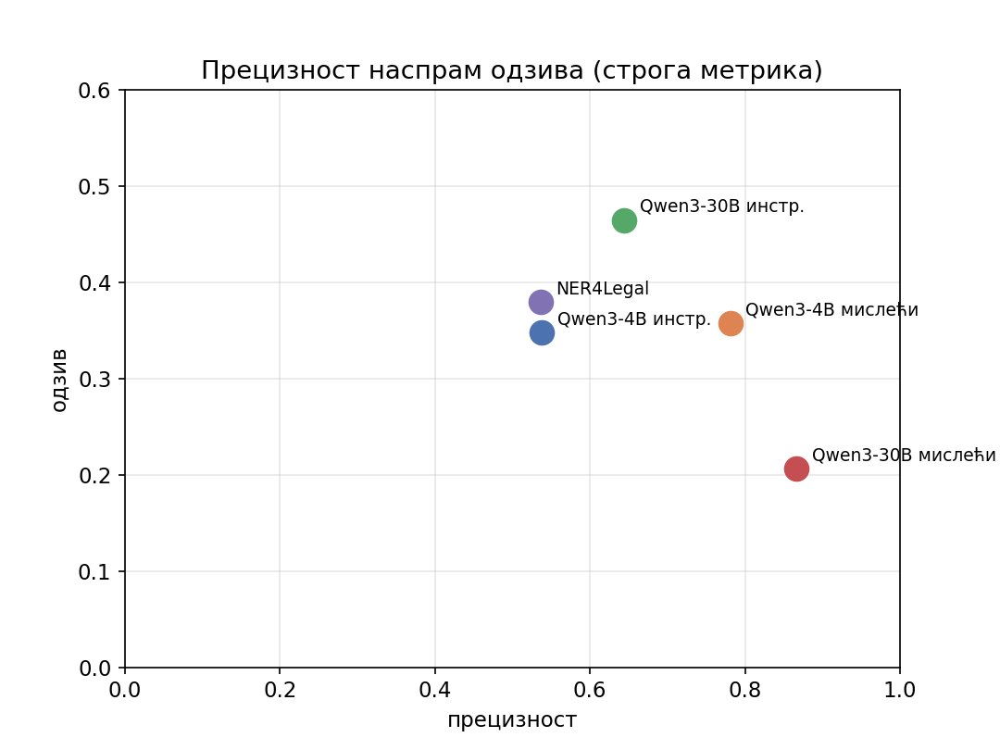 Прецизност наспрам одзива (строга метрика)
0.6
0.5
0.4
0.3
0.2
0.1
0.0
одзив
Qwen3-30B инстр.
NER4Legal
Qwen3-4B мислећи
Qwen3-4B инстр.
Qwen3-30B мислећи
0.0 0.2 0.4 0.6 0.8 1.0
прецизност